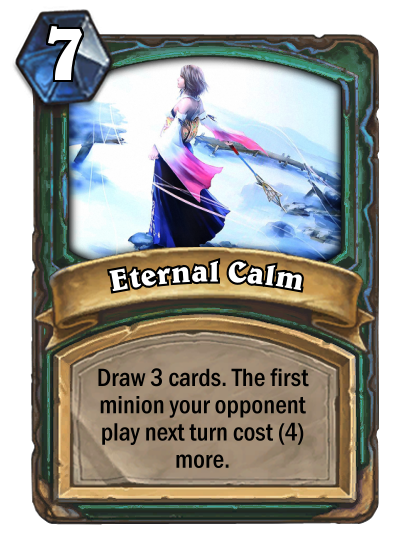 7
Eternal Calm
Draw 3 cards. The first
minion your opponent
play next turn cost (4)
more.